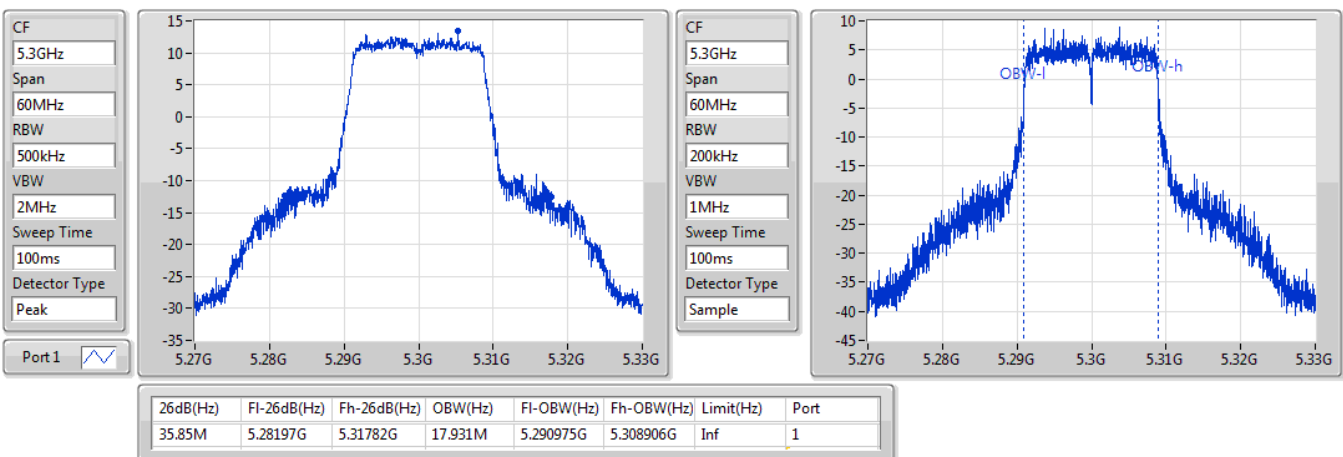 CF
5.3GHz
Span
60MHz
RBW
500kHz
VBW
2MHz
Sweep Time
100ms
Detector Type
Peak
Port 1
15
10
5
0
-5
-10
-15
-20
-25
-30
-35
5.27G 5.28G 5.29G 5.3G 5.31G 5.32G 5.33G
CF
5.3GHz
Span
60MHz
RBW
200kHz
VBW
1MHz
Sweep Time
100ms
Detector Type
Sample
10
5
0
-5
-10
-15
-20
-25
-30
-35
-40
-45
OBW-l OBW-h
5.27G 5.28G 5.29G 5.3G 5.31G 5.32G 5.33G
26dB(Hz) Fl-26dB(Hz) Fh-26dB(Hz) OBW(Hz) Fl-OBW(Hz) Fh-OBW(Hz) Limit(Hz) Port
35.85M 5.28197G 5.31782G 17.931M 5.290975G 5.308906G Inf 1